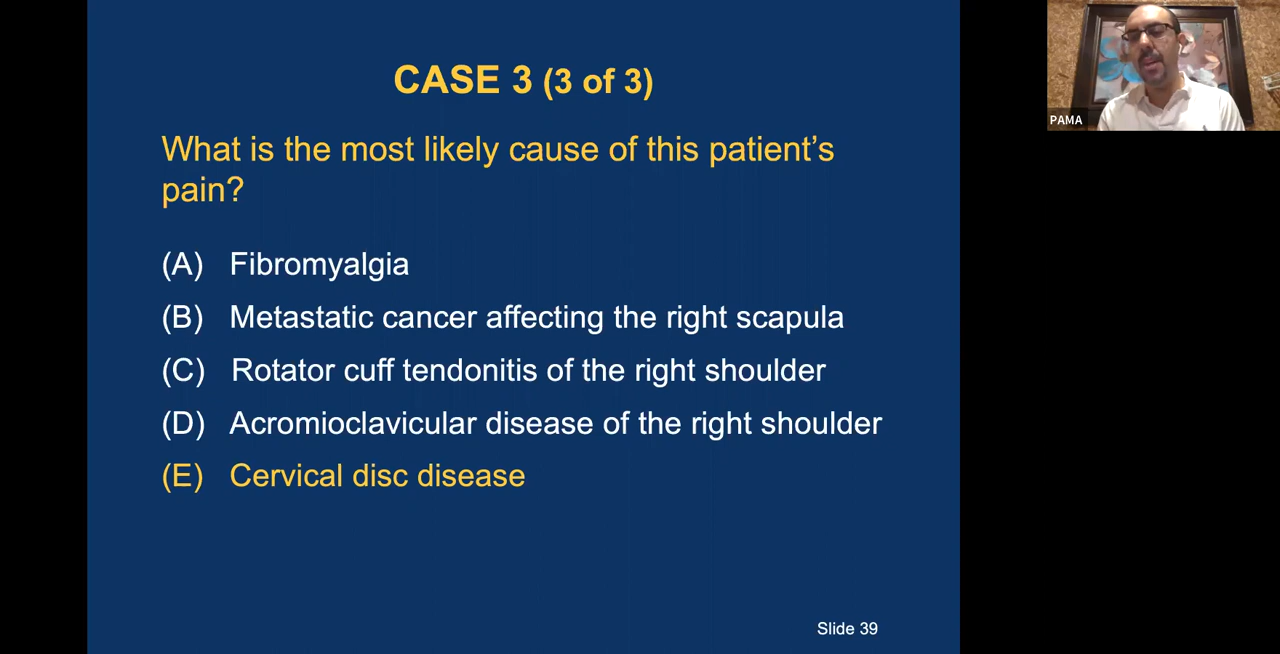 CASE 3 (3 of 3)
What is the most likely cause of this patient’s
pain?
(A) Fibromyalgia
(B) Metastatic cancer affecting the right scapula
(C) Rotator cuff tendonitis of the right shoulder
(D) Acromioclavicular disease of the right shoulder
(E) Cervical disc disease
Slide 39
PAMA